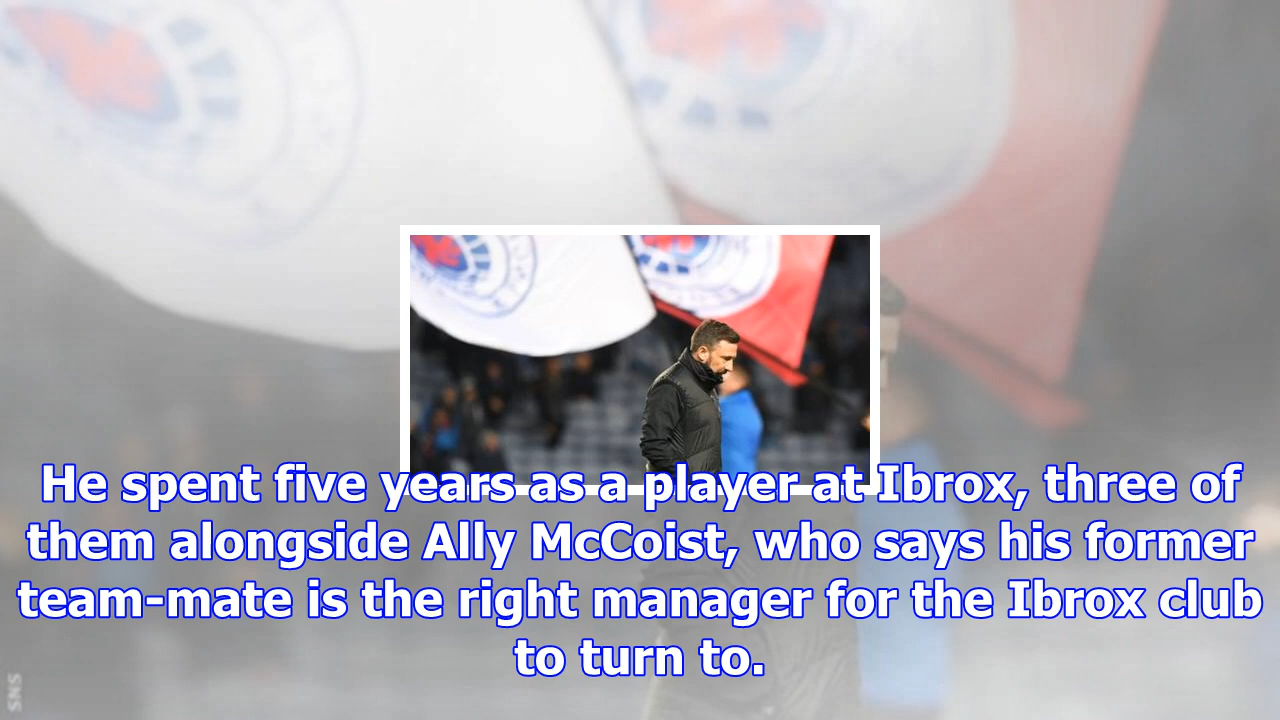 He spent five years as a player at Ibrox, three of
them alongside Ally McCoist, who says his former
team-mate is the right manager for the Ibrox club
to turn to.
SNS